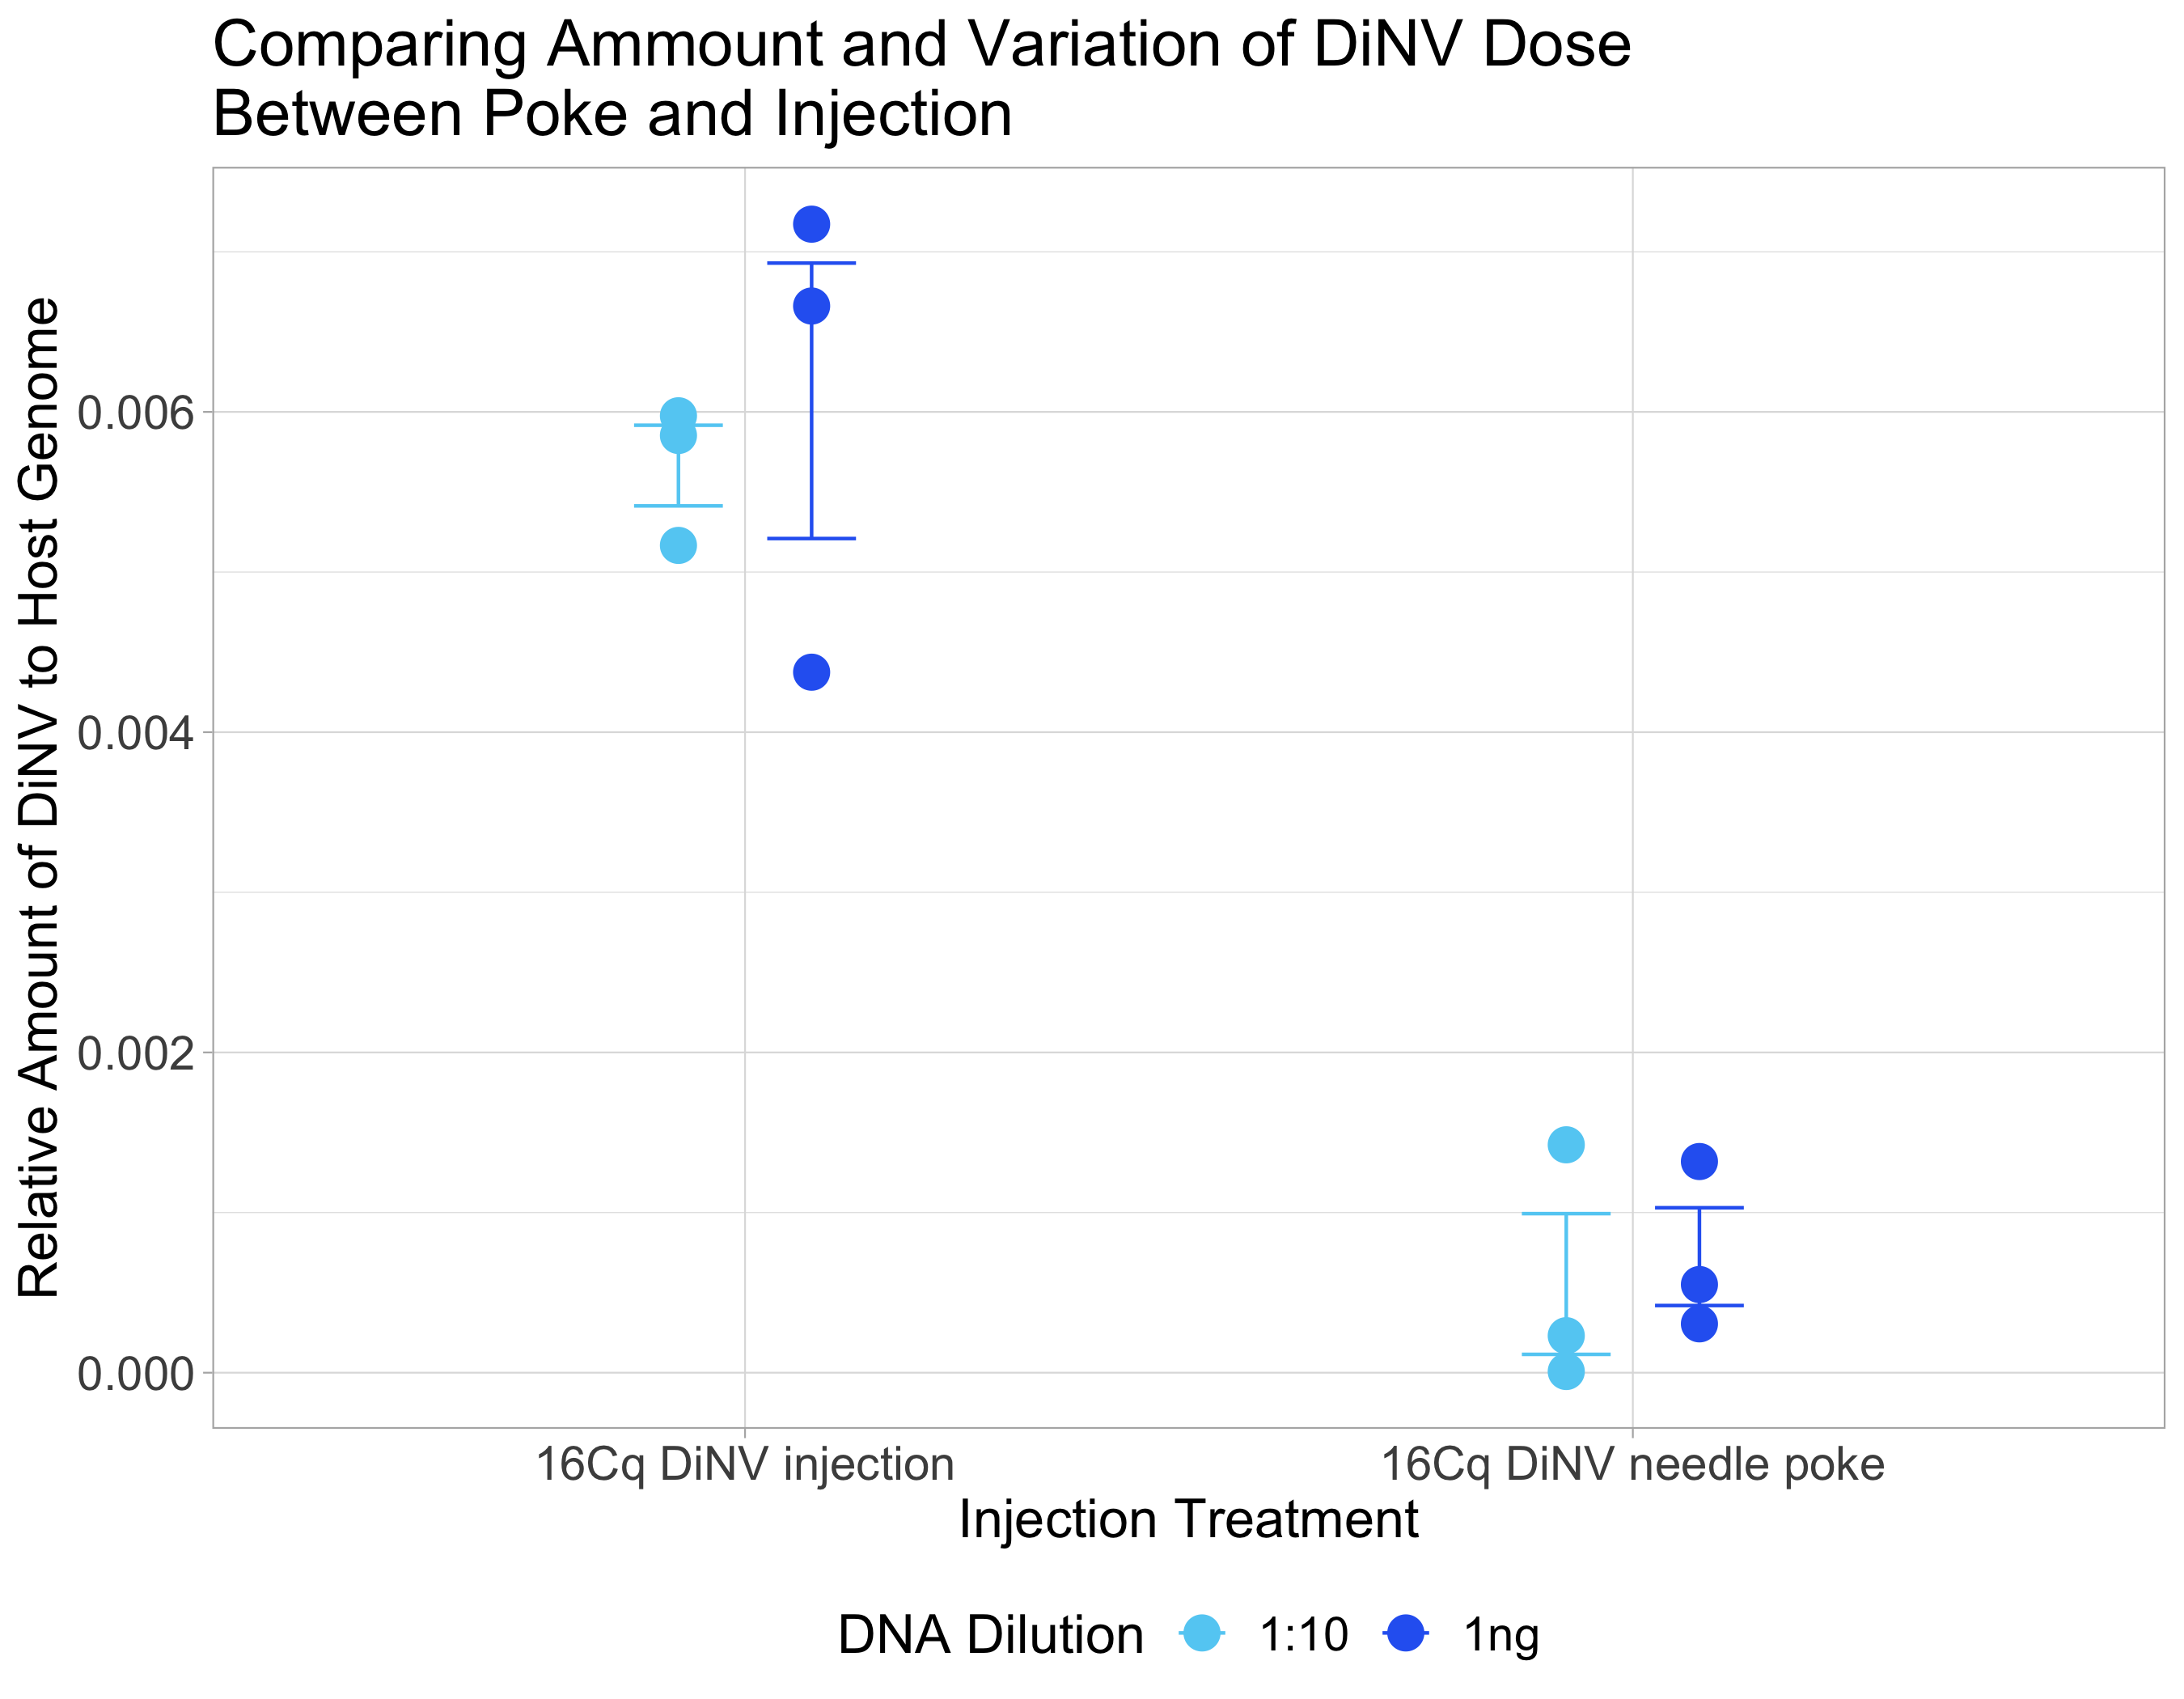 Comparing Ammount and Variation of DiNV Dose
Between Poke and Injection
Relative Amount of DiNV to Host Genome
0.006
0.004
0.002
0.000
16Cq DiNV injection
16Cq DiNV needle poke
Injection Treatment
DNA Dilution 1:10 1ng